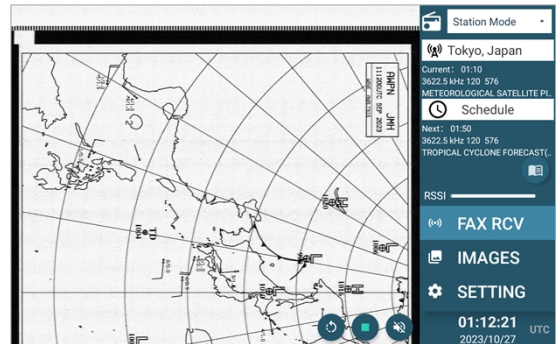 Station Mode
Tokyo, Japan
Current: 01:10
3622.5 kHz 120 576
METEOROLOGICAL SATELLITE PI..
Schedule
Next: 01:50
3622.5 kHz 120 576
TROPICAL CYCLONE FORECAST(..
RSSI
FAX RCV
IMAGES
SETTING
01:12:21 UTC
2023/10/27
AWPN JMH
TD
H
L
L
H
H
L